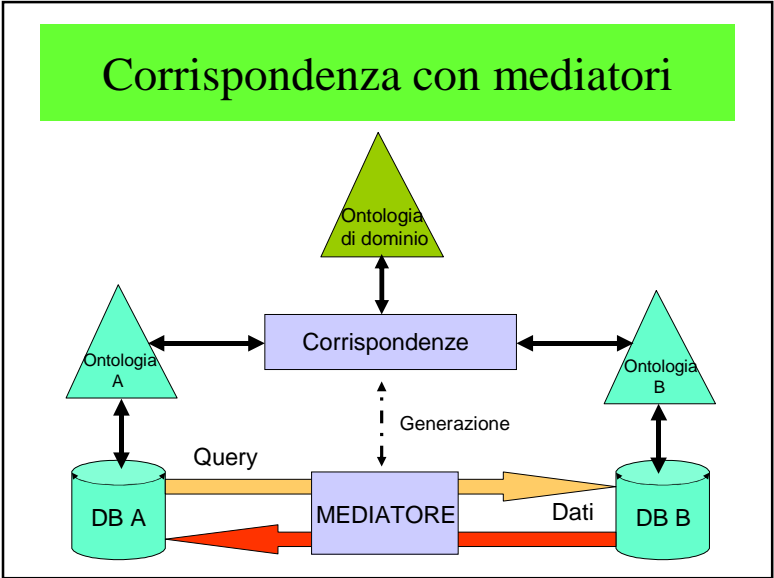 Corrispondenza con mediatori
Ontologia
di dominio
Corrispondenze
Ontologia
A
Ontologia
B
Generazione
Query
DB A
MEDIATORE
Dati
DB B